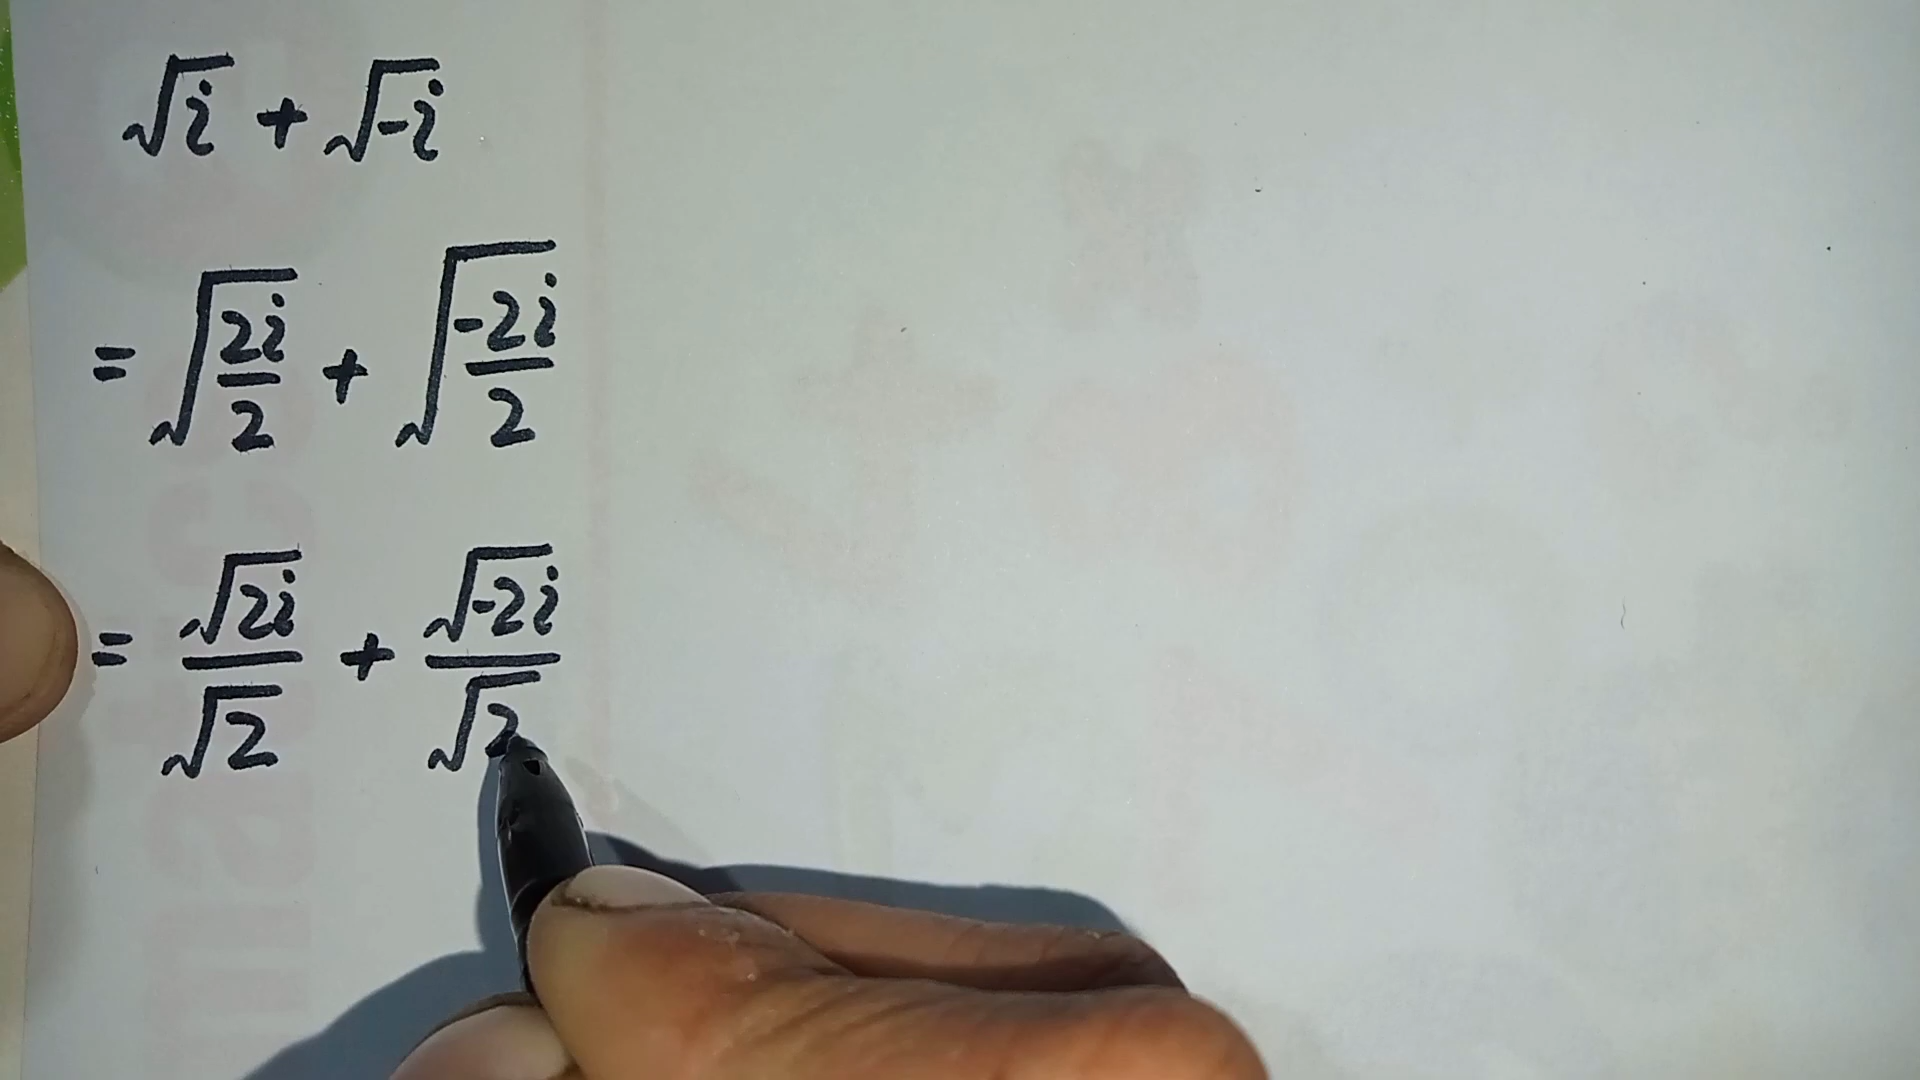 √i + √-i
= √(2i/2) + √(-2i/2)
= √2i/√2 + √-2i/√2